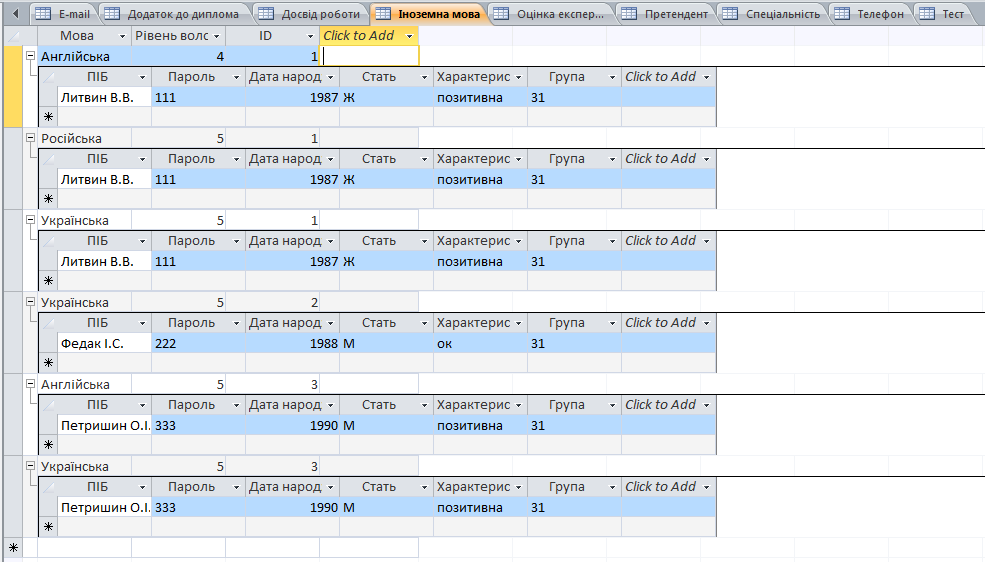 E-mail Додаток до диплома Досвід роботи Іноземна мова Оцінка експер... Претендент Спеціальність Телефон Тест
Мова Рівень волс ID Click to Add
Англійська 4 1
ПІБ Пароль Дата народ Стать Характерис Група Click to Add
Литвин В.В. 111 1987 Ж позитивна 31
Російська 5 1
ПІБ Пароль Дата народ Стать Характерис Група Click to Add
Литвин В.В. 111 1987 Ж позитивна 31
Українська 5 1
ПІБ Пароль Дата народ Стать Характерис Група Click to Add
Литвин В.В. 111 1987 Ж позитивна 31
Українська 5 2
ПІБ Пароль Дата народ Стать Характерис Група Click to Add
Федак І.С. 222 1988 М ок 31
Англійська 5 3
ПІБ Пароль Дата народ Стать Характерис Група Click to Add
Петришин О.І. 333 1990 М позитивна 31
Українська 5 3
ПІБ Пароль Дата народ Стать Характерис Група Click to Add
Петришин О.І. 333 1990 М позитивна 31